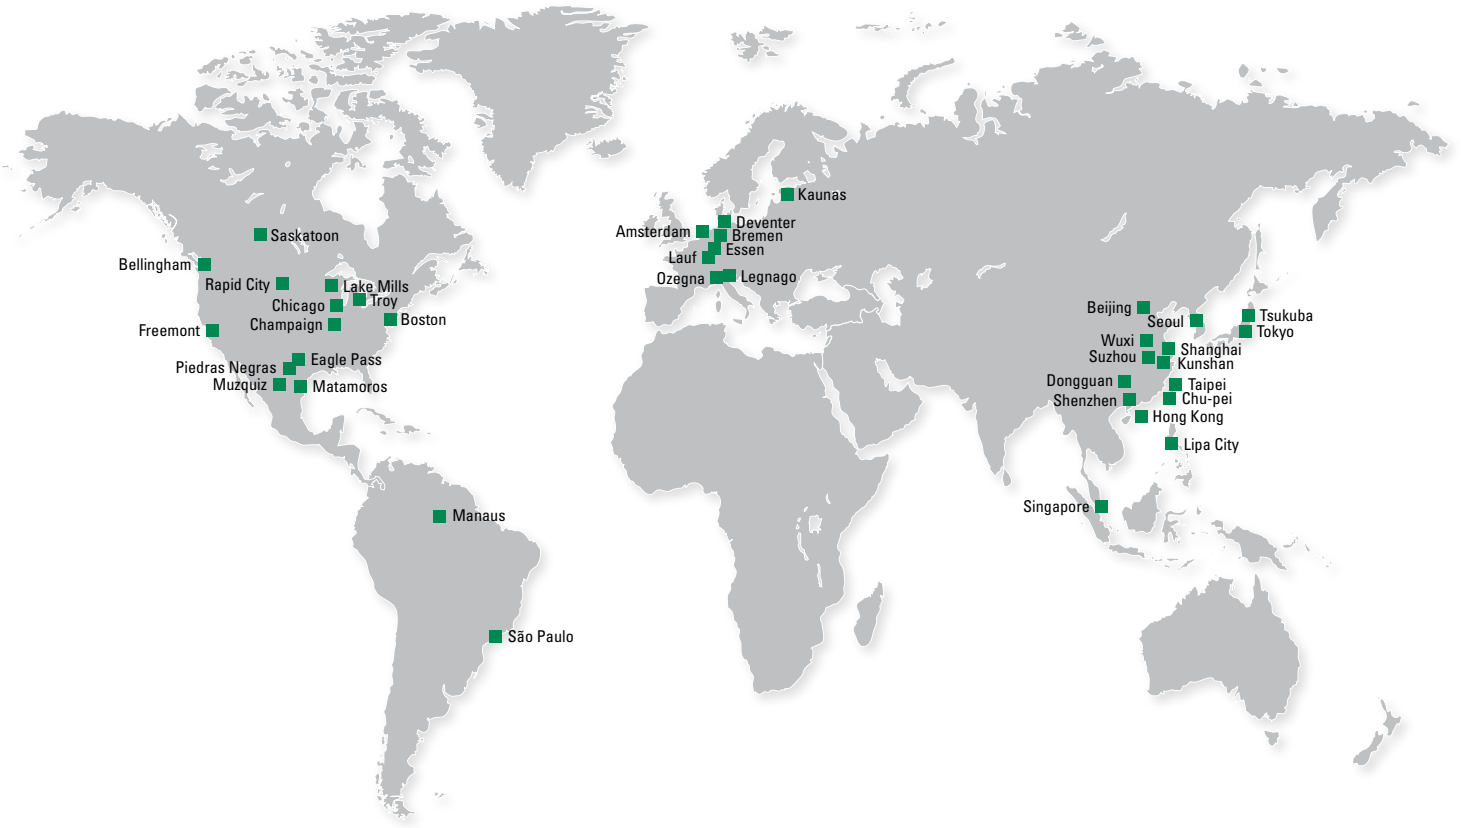 Kaunas
Deventer
Amsterdam
Bremen
Essen
Lauf
Ozegna
Legnago
Saskatoon
Bellingham
Rapid City
Lake Mills
Troy
Chicago
Champaign
Boston
Freemont
Eagle Pass
Piedras Negras
Muzquiz
Matamoros
Beijing
Seoul
Tsukuba
Tokyo
Wuxi
Shanghai
Suzhou
Kunshan
Dongguan
Taipei
Shenzhen
Chu-pei
Hong Kong
Lipa City
Singapore
Manaus
São Paulo